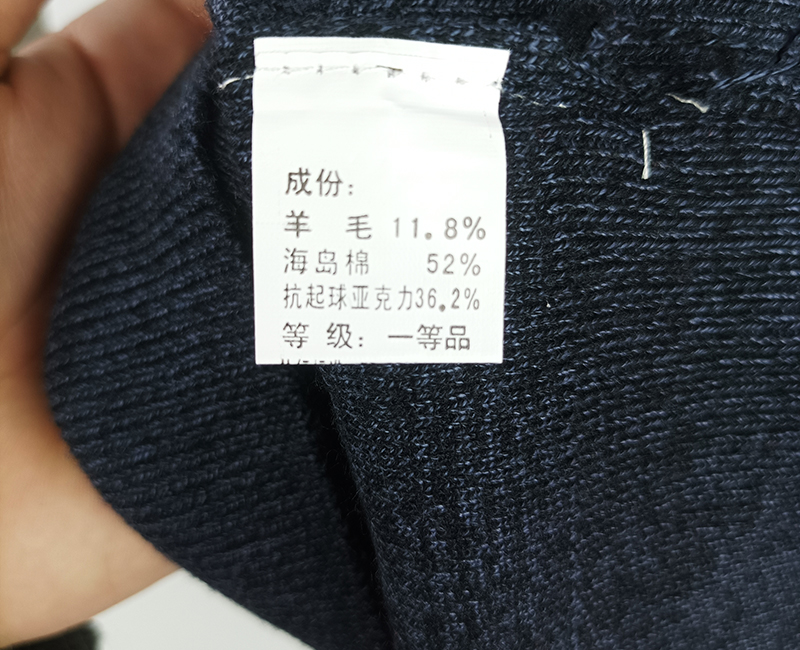 成份：
羊 毛 11.8%
海岛棉 52%
抗起球亚克力36.2%
等 级：一等品